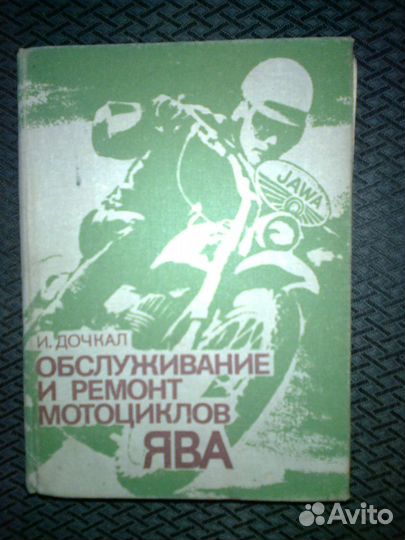 JAWA
И. ДОЧКАЛ
ОБСЛУЖИВАНИЕ
И РЕМОНТ
МОТОЦИКЛОВ
ЯВА
Avito